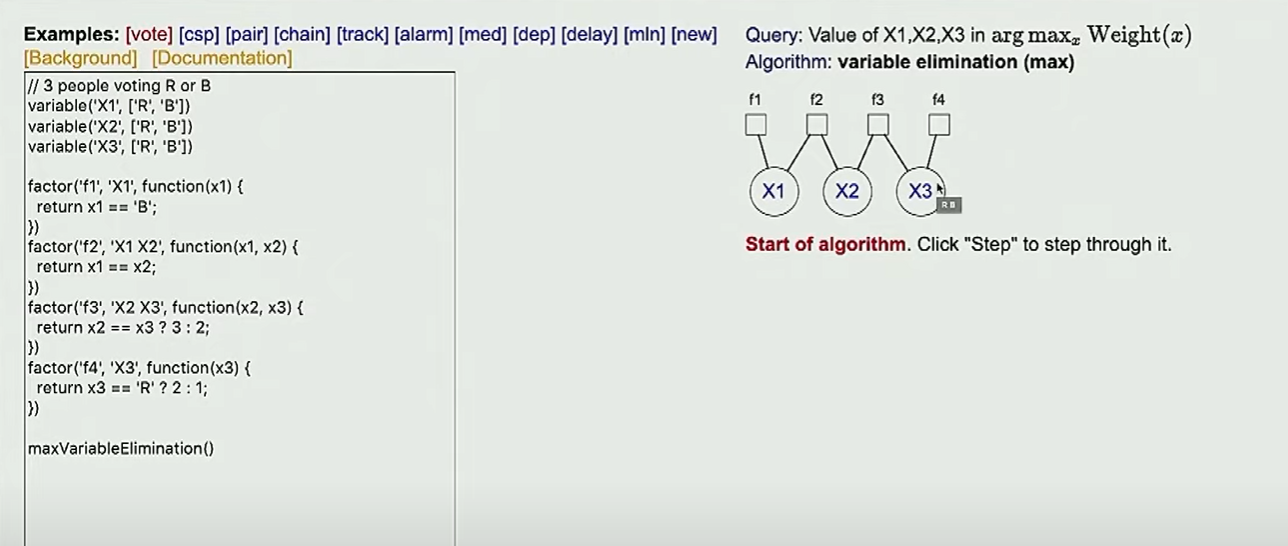 Examples: [vote] [csp] [pair] [chain] [track] [alarm] [med] [dep] [delay] [mln] [new]
[Background] [Documentation]
// 3 people voting R or B
variable('X1', ['R', 'B'])
variable('X2', ['R', 'B'])
variable('X3', ['R', 'B'])
factor('f1', 'X1', function(x1) {
return x1 == 'B';
})
factor('f2', 'X1 X2', function(x1, x2) {
return x1 == x2;
})
factor('f3', 'X2 X3', function(x2, x3) {
return x2 == x3 ? 3 : 2;
})
factor('f4', 'X3', function(x3) {
return x3 == 'R' ? 2 : 1;
})
maxVariableElimination()
Query: Value of X1,X2,X3 in arg maxₓ Weight(x)
Algorithm: variable elimination (max)
f1 f2 f3 f4
X1 X2 X3
R B
Start of algorithm. Click "Step" to step through it.